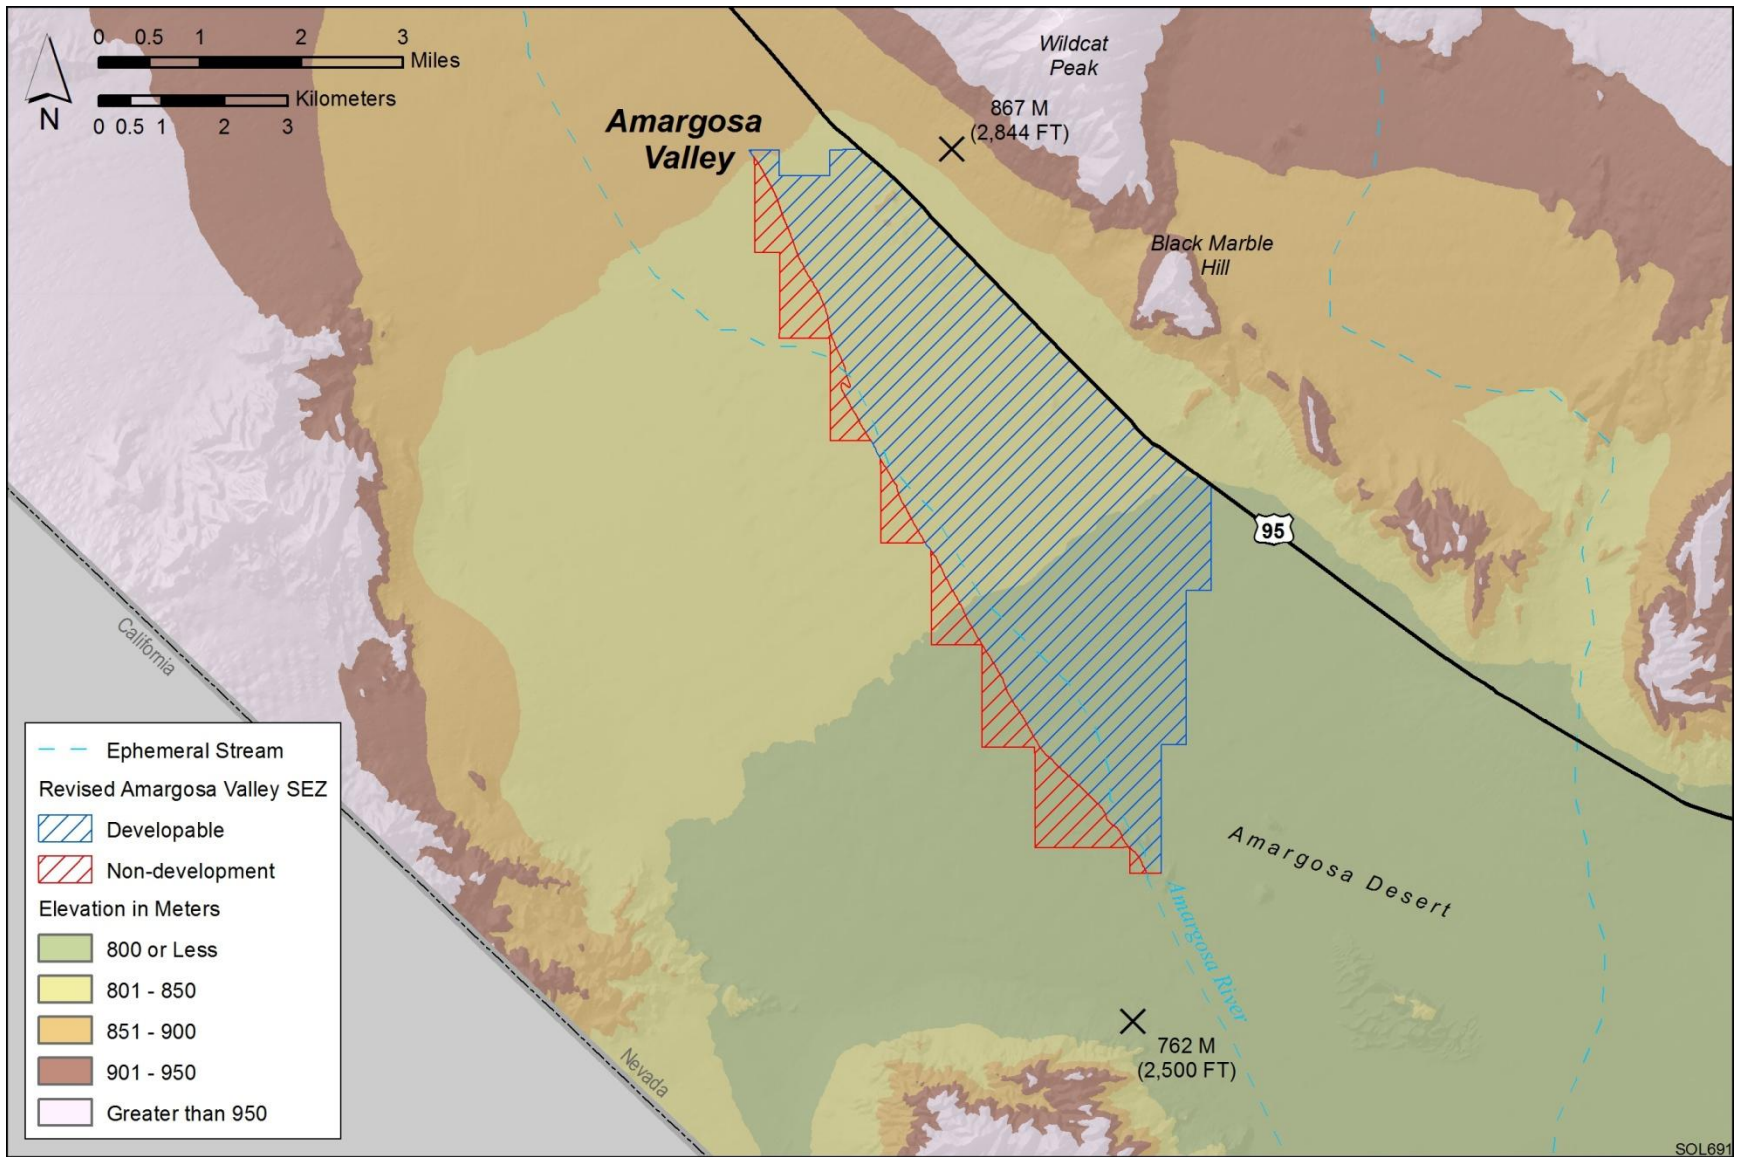 0 0.5 1 2 3
Miles
Kilometers
0 0.5 1 2 3
N
Wildcat
Peak
867 M
(2,844 FT)
Amargosa
Valley
Black Marble
Hill
95
California
Nevada
Amargosa Desert
Amargosa River
762 M
(2,500 FT)
Ephemeral Stream
Revised Amargosa Valley SEZ
Developable
Non-development
Elevation in Meters
800 or Less
801 - 850
851 - 900
901 - 950
Greater than 950
SOL691